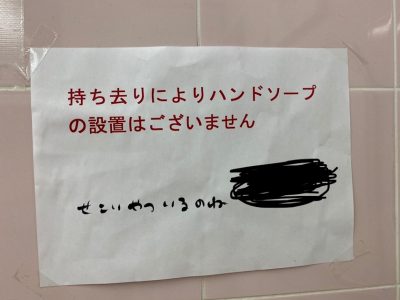 持ち去りによりハンドソープ
の設置はございません
せこいやつ いるのね